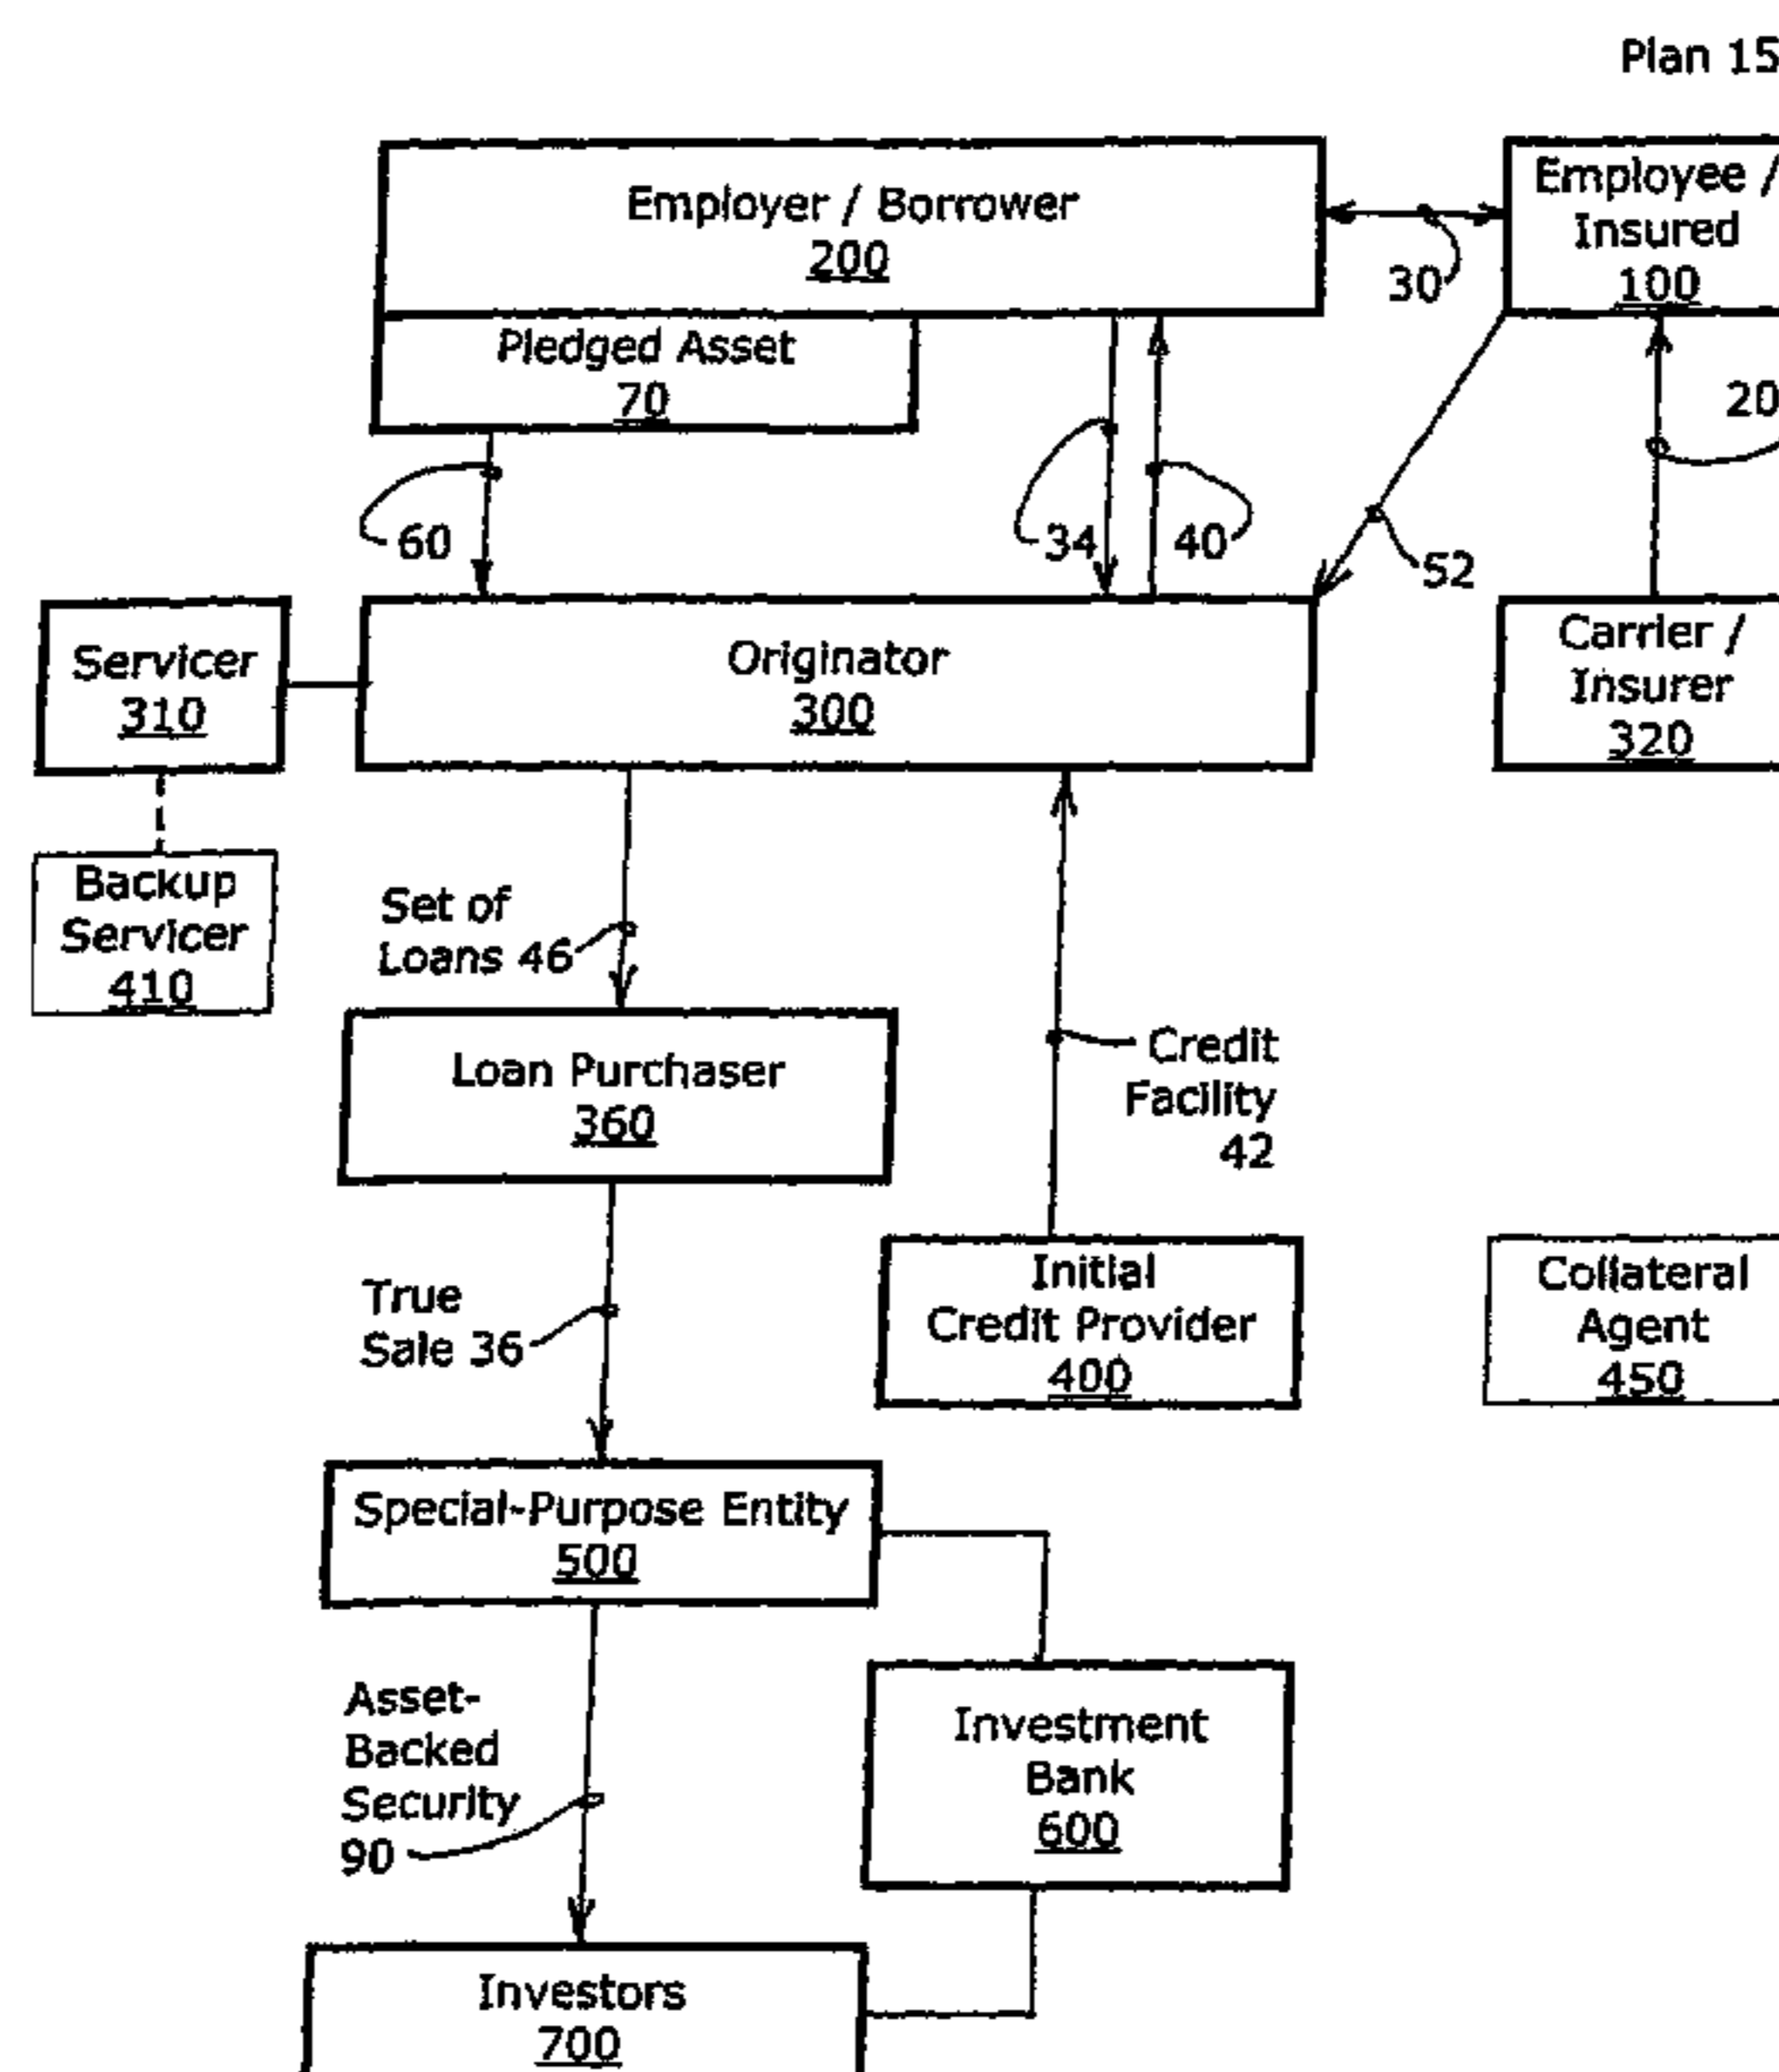 Plan 15
Employer / Borrower
200
Employee /
Insured
100
30
Pledged Asset
70
20
60
34
40
52
Servicer
310
Originator
300
Carrier /
Insurer
320
Backup
Servicer
410
Set of
Loans 46
Loan Purchaser
360
Credit
Facility
42
True
Sale 36
Initial
Credit Provider
400
Collateral
Agent
450
Special-Purpose Entity
500
Asset-
Backed
Security
90
Investment
Bank
600
Investors
700